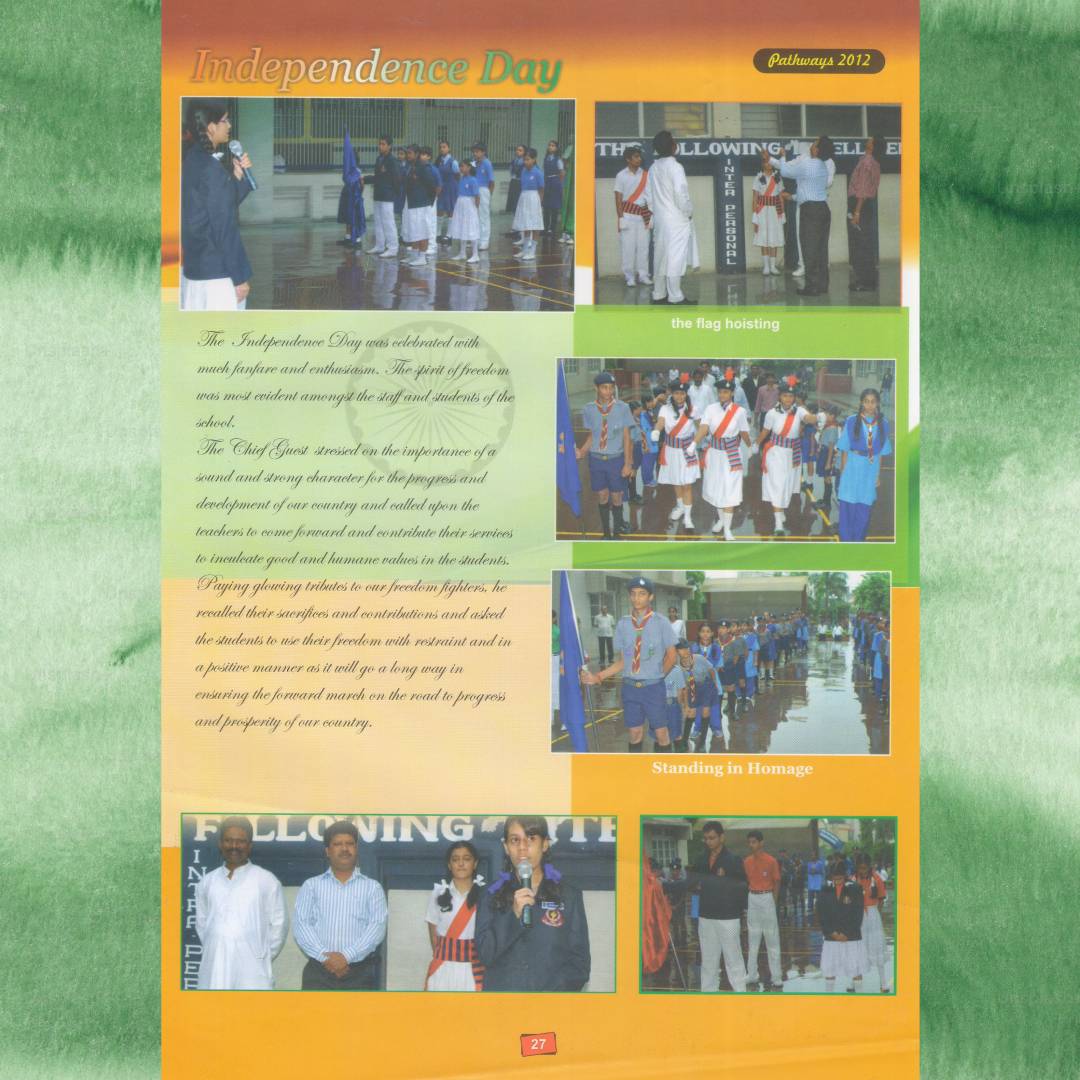 Independence Day
Pathways 2012
THE FOLLOWING
INTER PERSONAL
the flag hoisting
The Independence Day was celebrated with
much fanfare and enthusiasm. The spirit of freedom
was most evident amongst the staff and students of the
school.
The Chief Guest stressed on the importance of a
sound and strong character for the progress and
development of our country and called upon the
teachers to come forward and contribute their services
to inculcate good and humane values in the students.
Paying glowing tributes to our freedom fighters, he
recalled their sacrifices and contributions and asked
the students to use their freedom with restraint and in
a positive manner as it will go a long way in
ensuring the forward march on the road to progress
and prosperity of our country.
Standing in Homage
FOLLOWING
INTRA-PER
27